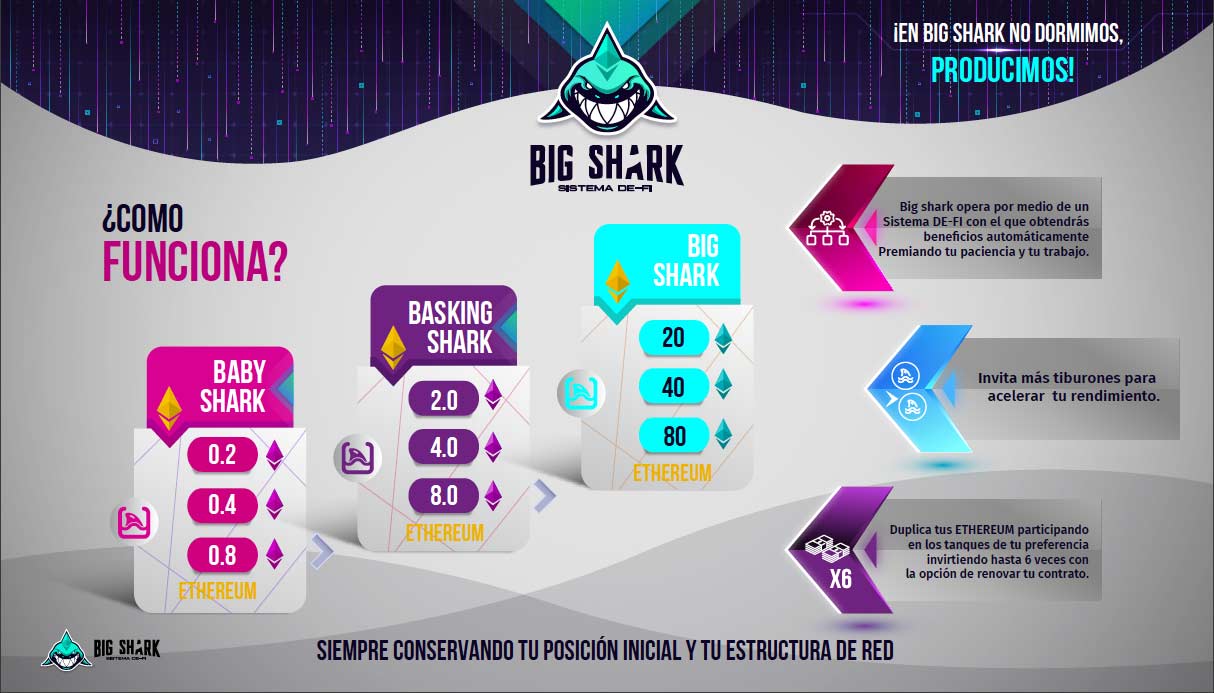 ¡EN BIG SHARK NO DORMIMOS,
PRODUCIMOS!
BIG SHARK
SISTEMA DE-FI
¿COMO
FUNCIONA?
BABY
SHARK
0.2
0.4
0.8
ETHEREUM
BASKING
SHARK
2.0
4.0
8.0
ETHEREUM
BIG
SHARK
20
40
80
ETHEREUM
Big shark opera por medio de un
Sistema DE-FI con el que obtendrás
beneficios automáticamente
Premiando tu paciencia y tu trabajo.
Invita más tiburones para
acelerar tu rendimiento.
X6
Duplica tus ETHEREUM participando
en los tanques de tu preferencia
invirtiendo hasta 6 veces con
la opción de renovar tu contrato.
BIG SHARK
SISTEMA DE-FI
SIEMPRE CONSERVANDO TU POSICIÓN INICIAL Y TU ESTRUCTURA DE RED